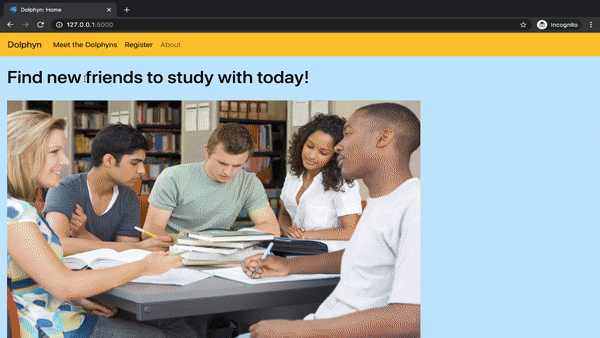 Dolphyn: Home
127.0.0.1:5000
Incognito
Dolphyn Meet the Dolphyns Register About
Find new friends to study with today!